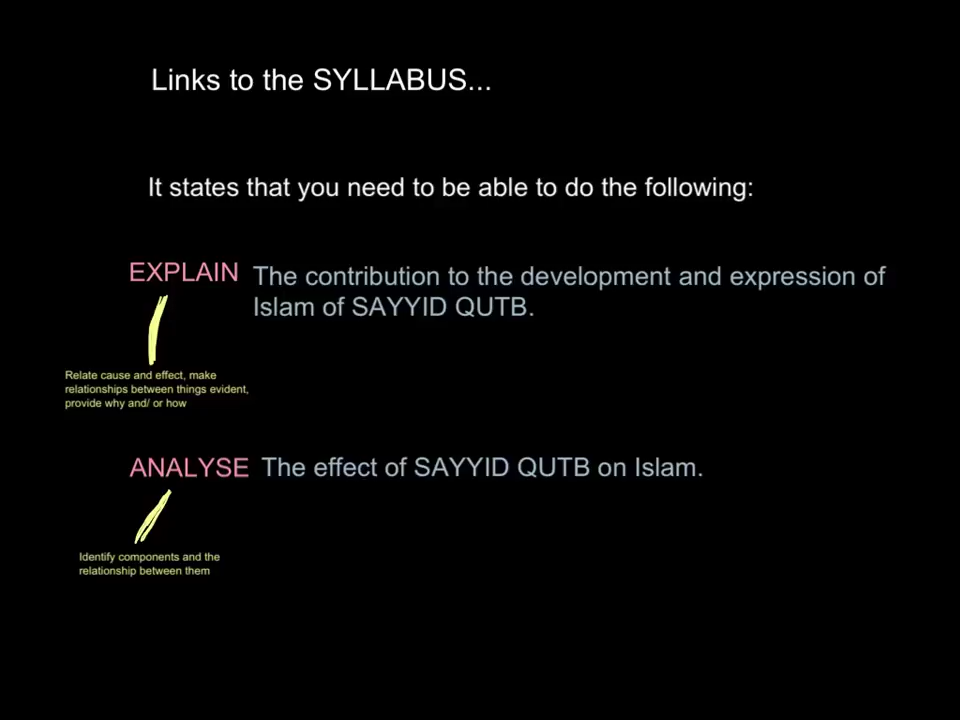 Links to the SYLLABUS...
It states that you need to be able to do the following:
EXPLAIN The contribution to the development and expression of
Islam of SAYYID QUTB.
Relate cause and effect, make
relationships between things evident,
provide why and/ or how
ANALYSE The effect of SAYYID QUTB on Islam.
Identify components and the
relationship between them